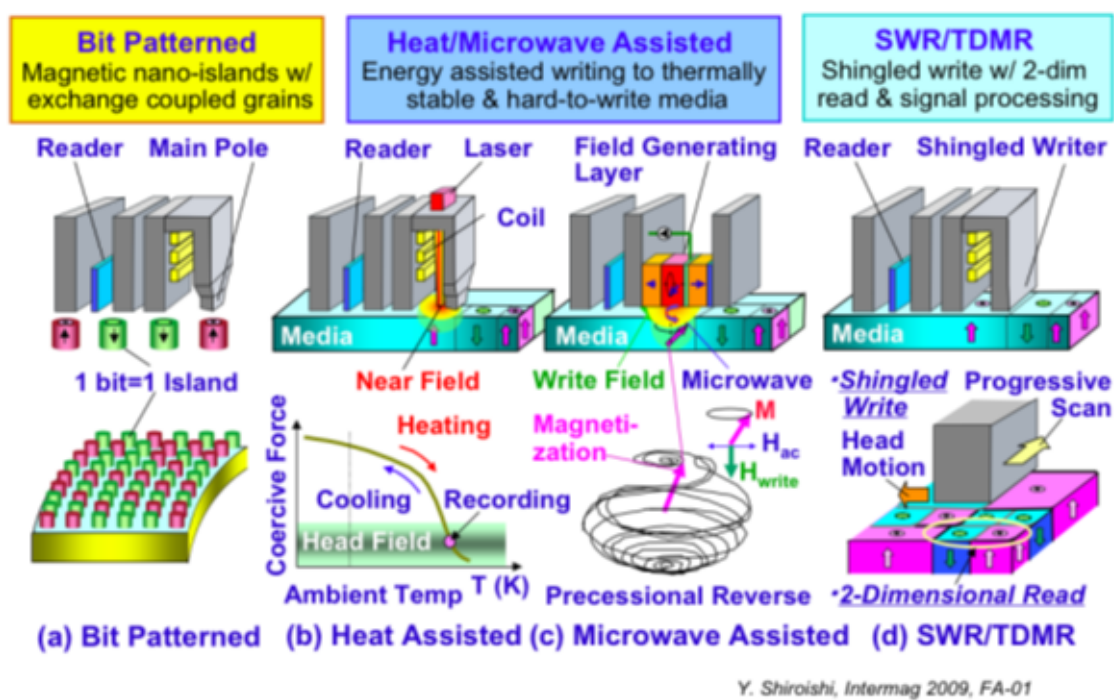 Bit Patterned
Magnetic nano-islands w/
exchange coupled grains
Heat/Microwave Assisted
Energy assisted writing to thermally
stable & hard-to-write media
SWR/TDMR
Shingled write w/ 2-dim
read & signal processing
Reader
Main Pole
1 bit=1 Island
(a) Bit Patterned
Reader
Laser
Coil
Media
Near Field
Coercive Force
Heating
Cooling
Recording
Head Field
Ambient Temp
T (K)
(b) Heat Assisted
Field Generating
Layer
Media
Write Field
Microwave
Magneti-
zation
M
Hac
Hwrite
Precessional Reverse
(c) Microwave Assisted
Reader
Shingled Writer
Media
•Shingled
Write
Progressive
Scan
Head
Motion
•2-Dimensional Read
(d) SWR/TDMR
Y. Shiroishi, Intermag 2009, FA-01